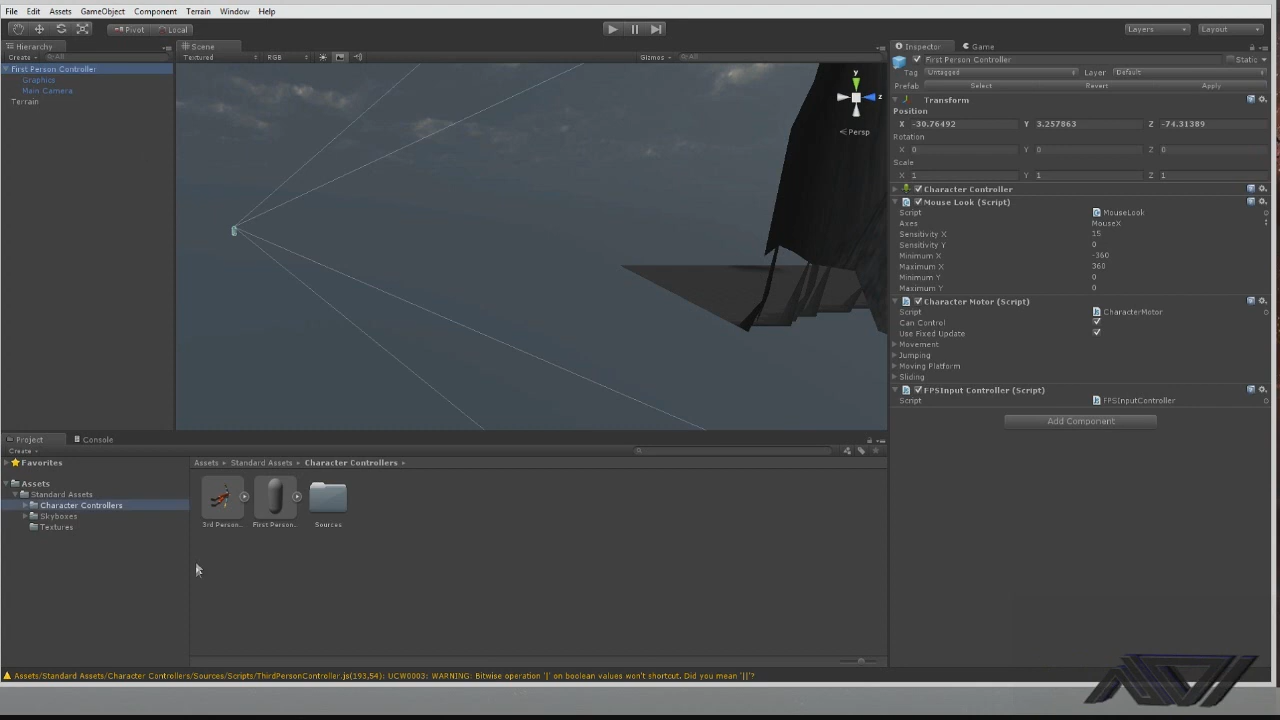 File Edit Assets GameObject Component Terrain Window Help
Pivot Local Layers Layout
Hierarchy Scene Inspector Game
Create All Textured RGB Gizmos All First Person Controller Static
First Person Controller Tag Untagged Layer Default
Graphics Prefab Select Revert Apply
Main Camera
Terrain
y
z
Persp
Transform
Position
X -30.76492 Y 3.257863 Z -74.31389
Rotation
X 0 Y 0 Z 0
Scale
X 1 Y 1 Z 1
Character Controller
Mouse Look (Script)
Script MouseLook
Axes MouseX
Sensitivity X 15
Sensitivity Y 0
Minimum X -360
Maximum X 360
Minimum Y 0
Maximum Y 0
Character Motor (Script)
Script CharacterMotor
Can Control
Use Fixed Update
Movement
Jumping
Moving Platform
Sliding
FPSInput Controller (Script)
Script FPSInputController
Add Component
Project Console
Create
Favorites Assets Standard Assets Character Controllers
Assets
Standard Assets
Character Controllers
Skyboxes
Textures
3rd Person... First Person... Sources
Assets/Standard Assets/Character Controllers/Sources/Scripts/ThirdPersonController.js(193,54): UCW0003: WARNING: Bitwise operation '|' on boolean values won't shortcut. Did you mean '||'?